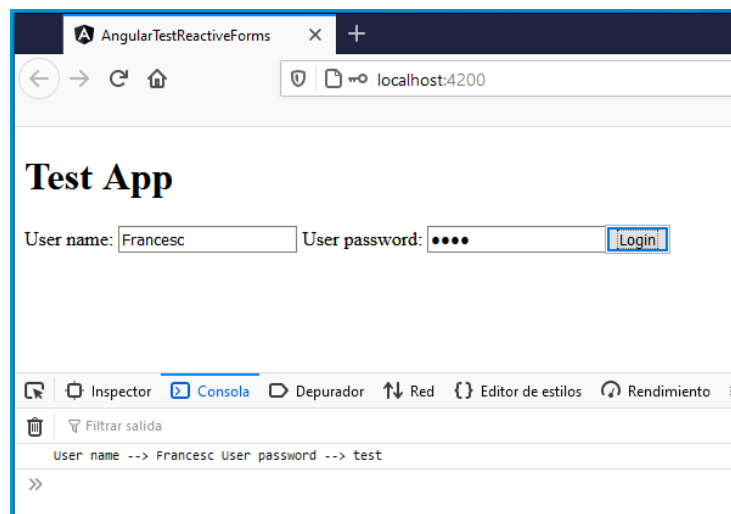 AngularTestReactiveForms
localhost:4200
Test App
User name: Francesc User password: ●●●● Login
Inspector Consola Depurador Red Editor de estilos Rendimiento
Filtrar salida
User name --> Francesc User password --> test